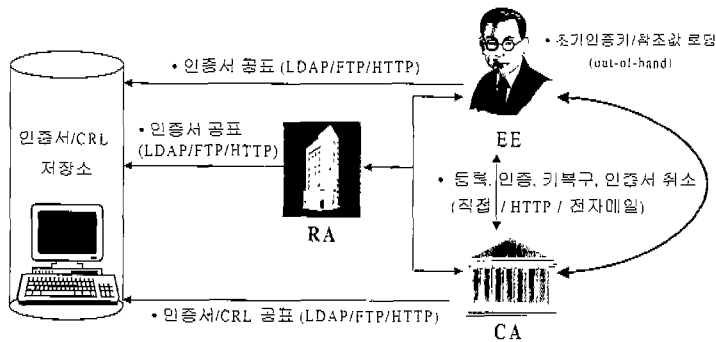 • 초기인증키/참조값 로딩
(out-of-band)
• 인증서 공표 (LDAP/FTP/HTTP)
인증서/CRL
저장소
• 인증서 공표
(LDAP/FTP/HTTP)
EE
RA
• 등록, 인증, 키복구, 인증서 취소
(직접 / HTTP / 전자메일)
• 인증서/CRL 공표 (LDAP/FTP/HTTP)
CA